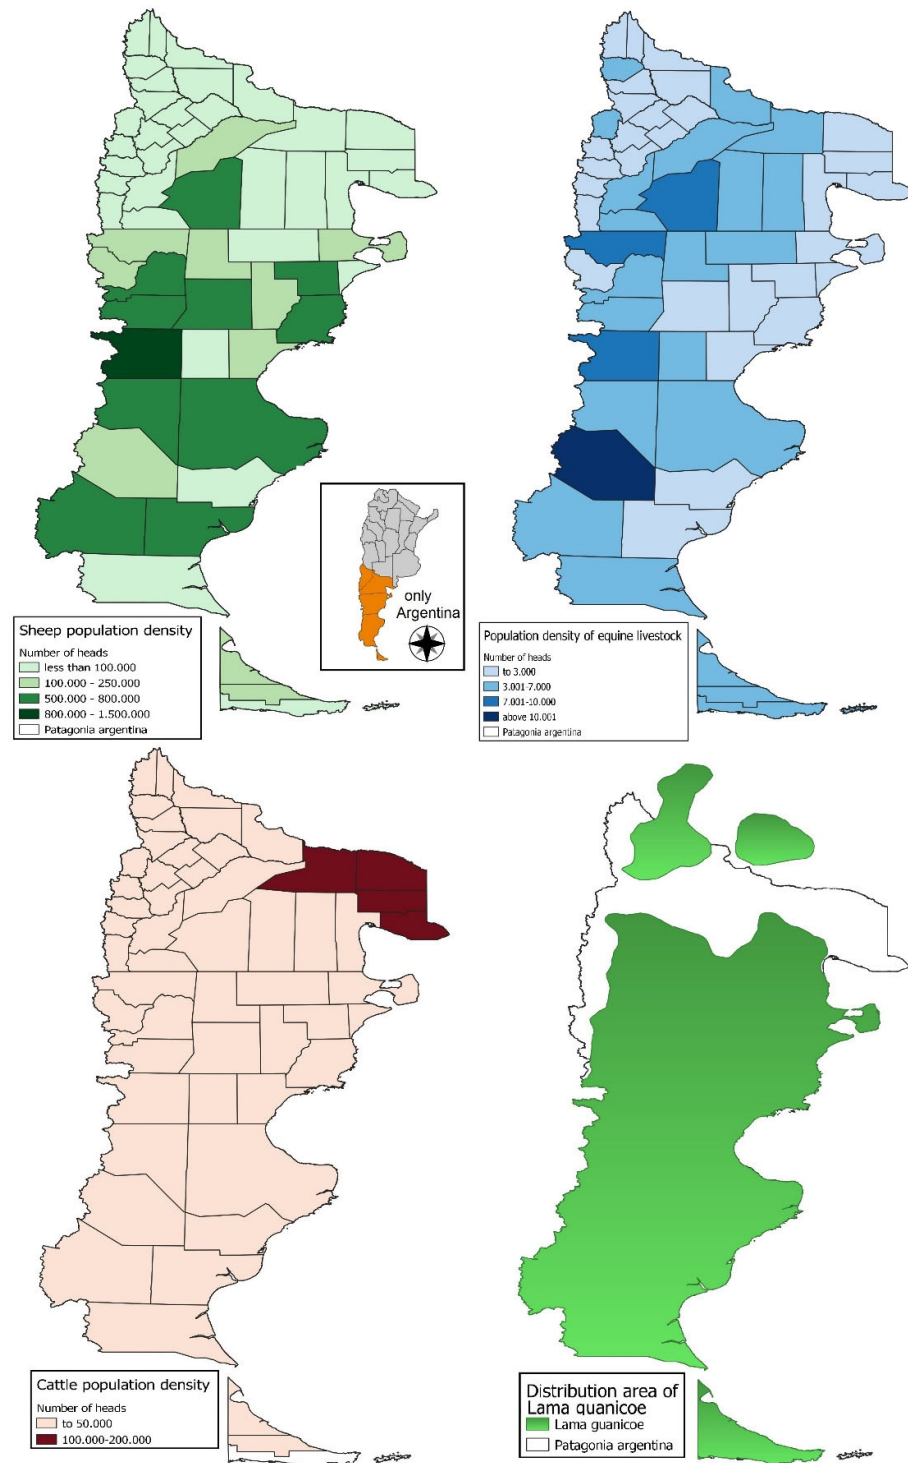 only
Argentina
Sheep population density
Number of heads
less than 100.000
100.000 - 250.000
500.000 - 800.000
800.000 - 1.500.000
Patagonia argentina
Population density of equine livestock
Number of heads
to 3.000
3.001-7.000
7.001-10.000
above 10.001
Patagonia argentina
Cattle population density
Number of heads
to 50.000
100.000-200.000
Distribution area of
Lama guanicoe
Lama guanicoe
Patagonia argentina